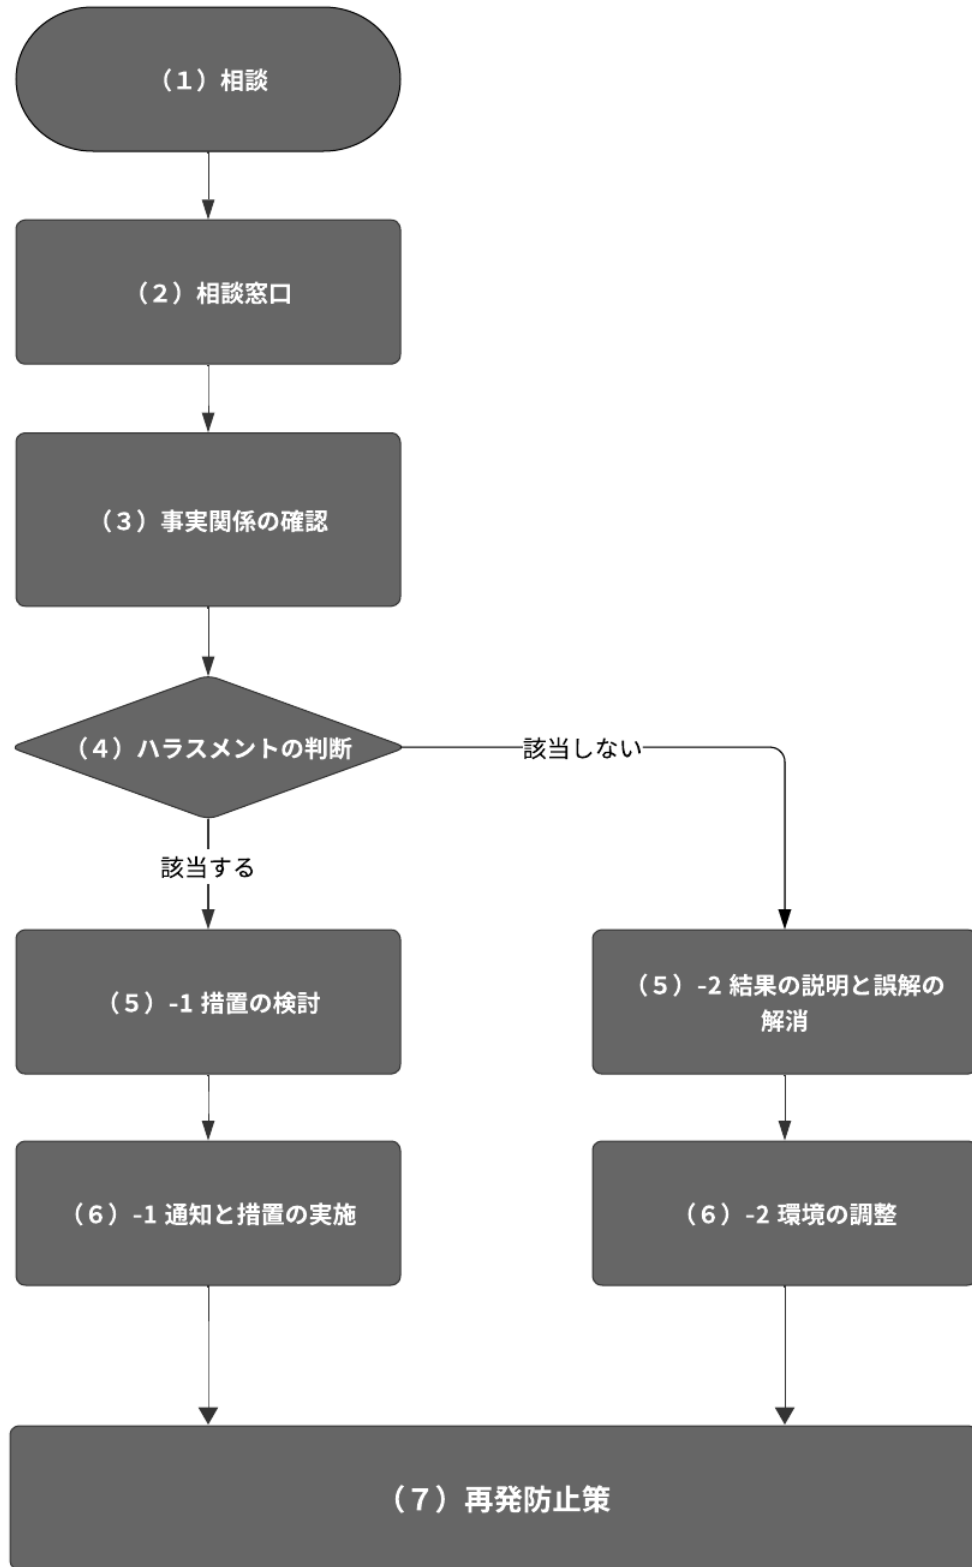 （１）相談
（２）相談窓口
（３）事実関係の確認
（４）ハラスメントの判断
該当しない
該当する
（５）-1 措置の検討
（５）-2 結果の説明と誤解の
解消
（６）-1 通知と措置の実施
（６）-2 環境の調整
（７）再発防止策